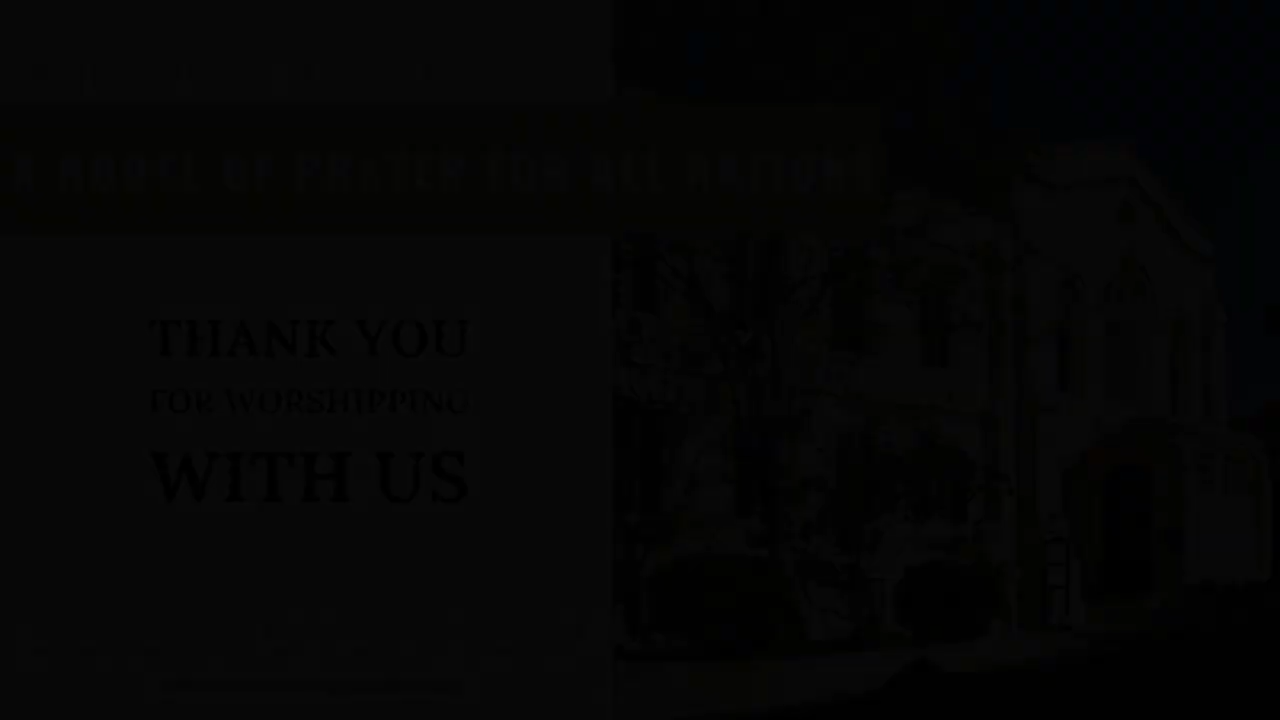 A HOUSE OF PRAYER FOR ALL NATIONS
THANK YOU
FOR WORSHIPPING
WITH US